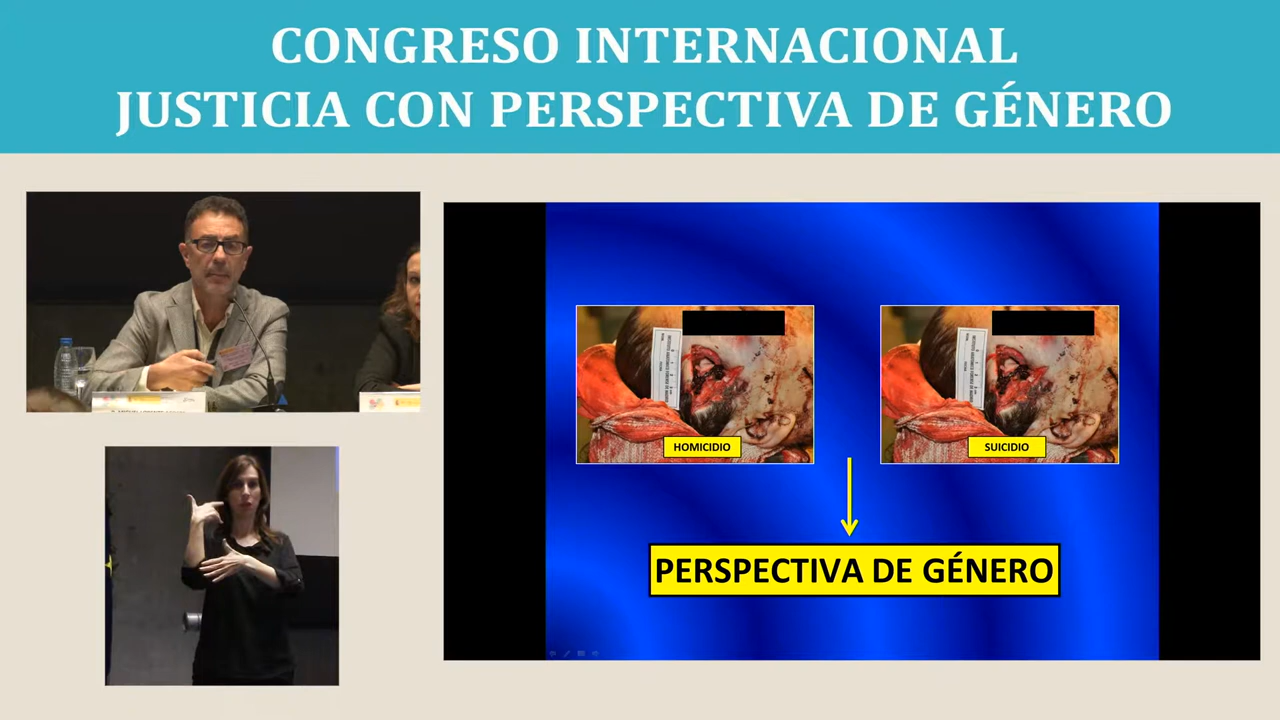 CONGRESO INTERNACIONAL
JUSTICIA CON PERSPECTIVA DE GÉNERO
HOMICIDIO
SUICIDIO
PERSPECTIVA DE GÉNERO